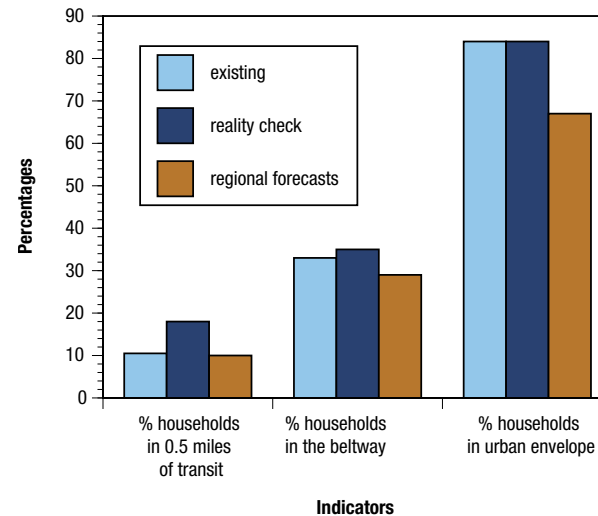 90
80
70
60
50
40
30
20
10
0
Percentages
existing
reality check
regional forecasts
% households
in 0.5 miles
of transit
% households
in the beltway
% households
in urban envelope
Indicators